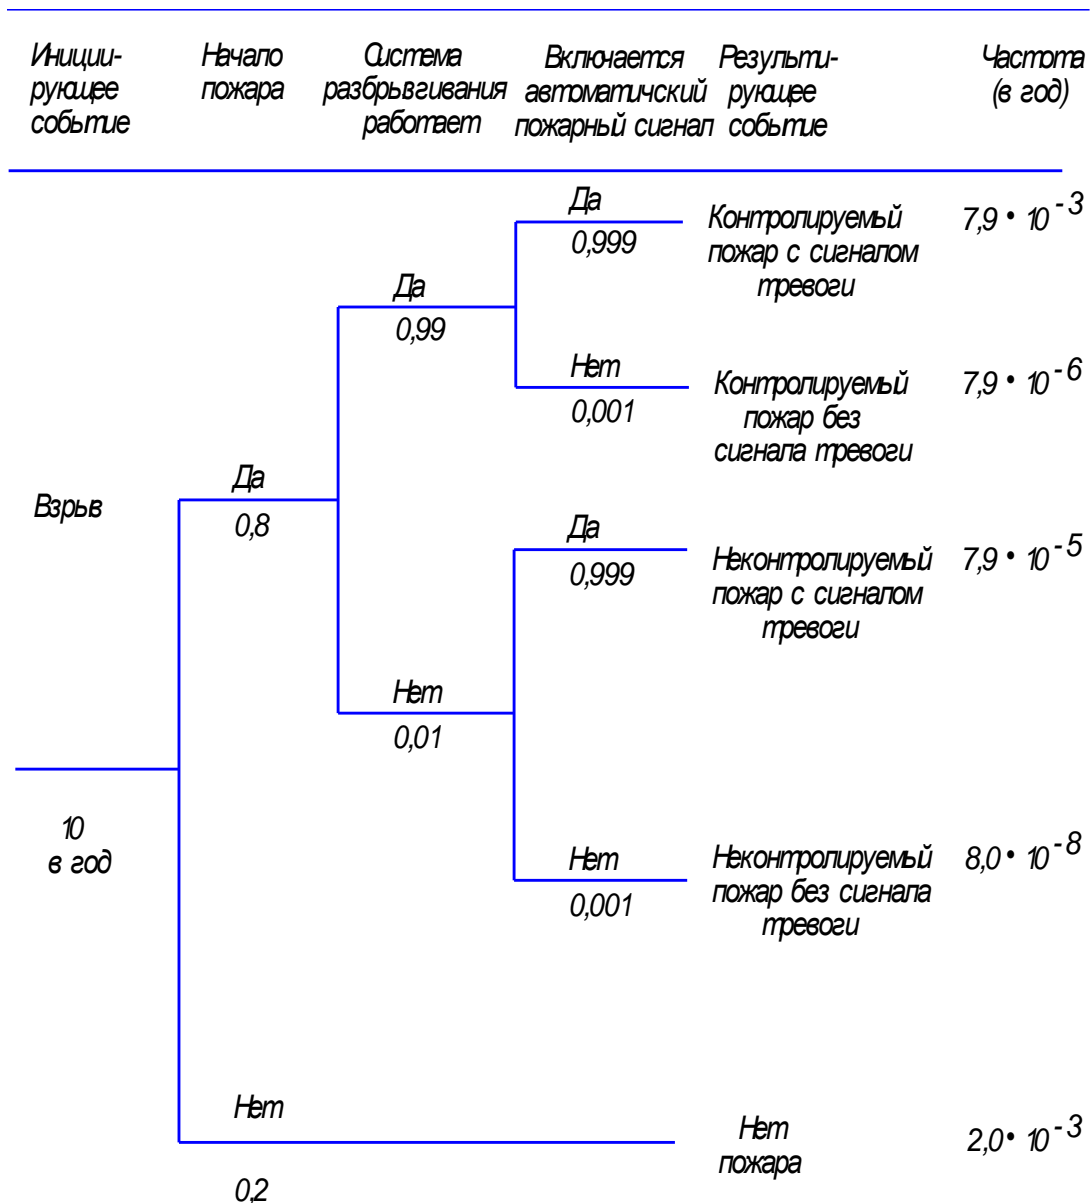 Иниции-
рующее
событие
Начало
пожара
Система
разбрызгивания
работает
Включается
автоматичский
пожарный сигнал
Результи-
рующее
событие
Частота
(в год)
Да
0,999
Контролируемый
пожар с сигналом
тревоги
7,9 • 10 - 3
Да
0,99
Нет
0,001
Контролируемый
пожар без
сигнала тревоги
7,9 • 10 - 6
Взрыв
Да
0,8
Да
0,999
Неконтролируемый
пожар с сигналом
тревоги
7,9 • 10 - 5
Нет
0,01
10
в год
Нет
0,001
Неконтролируемый
пожар без сигнала
тревоги
8,0 • 10 - 8
Нет
0,2
Нет
пожара
2,0 • 10 - 3